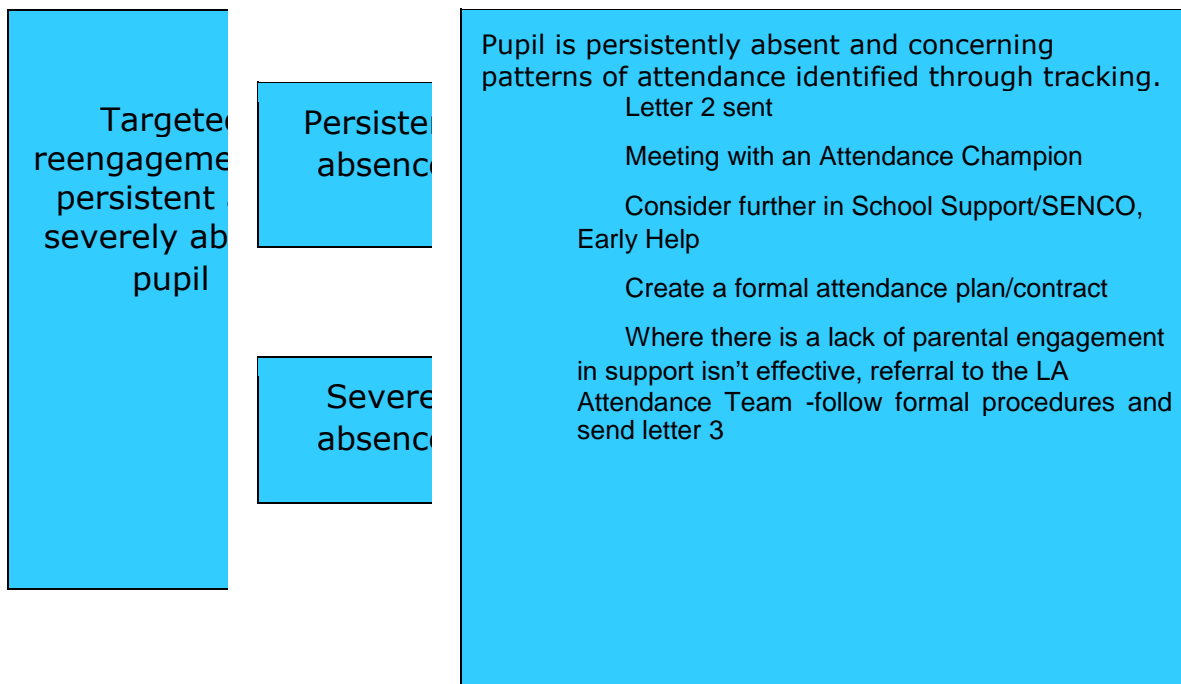 Targete
reengageme
persistent
severely ab
pupil
Persiste
absenc
Severe
absenc
Pupil is persistently absent and concerning
patterns of attendance identified through tracking.
Letter 2 sent
Meeting with an Attendance Champion
Consider further in School Support/SENCO,
Early Help
Create a formal attendance plan/contract
Where there is a lack of parental engagement
in support isn’t effective, referral to the LA
Attendance Team -follow formal procedures and
send letter 3